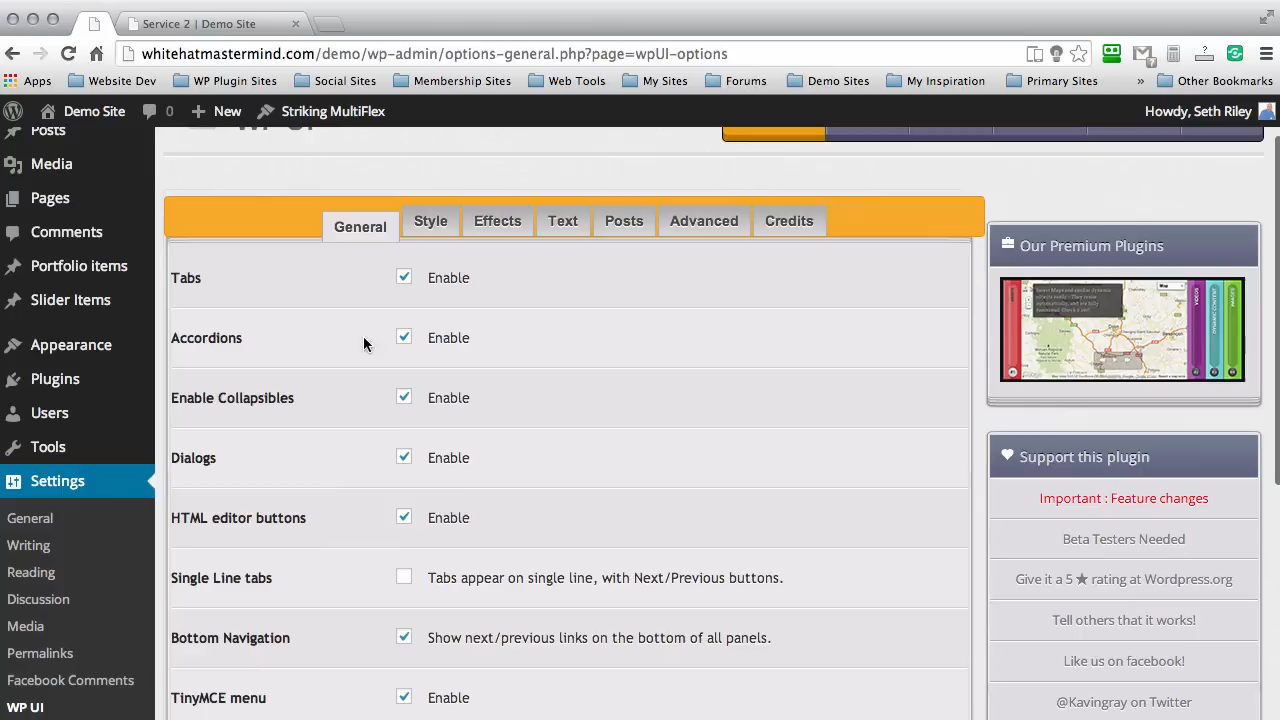 Service 2 | Demo Site
whitehatmastermind.com/demo/wp-admin/options-general.php?page=wpUI-options
Apps Website Dev WP Plugin Sites Social Sites Membership Sites Web Tools My Sites Forums Demo Sites My Inspiration Primary Sites » Other Bookmarks
Demo Site 0 New Striking MultiFlex Howdy, Seth Riley
Posts
Media
Pages
Comments
Portfolio items
Slider Items
Appearance
Plugins
Users
Tools
Settings
General
Writing
Reading
Discussion
Media
Permalinks
Facebook Comments
WP UI
WP UI
General Style Effects Text Posts Advanced Credits
Tabs Enable
Accordions Enable
Enable Collapsibles Enable
Dialogs Enable
HTML editor buttons Enable
Single Line tabs Tabs appear on single line, with Next/Previous buttons.
Bottom Navigation Show next/previous links on the bottom of all panels.
TinyMCE menu Enable
Our Premium Plugins
Support this plugin
Important : Feature changes
Beta Testers Needed
Give it a 5 ★ rating at Wordpress.org
Tell others that it works!
Like us on facebook!
@Kavingray on Twitter